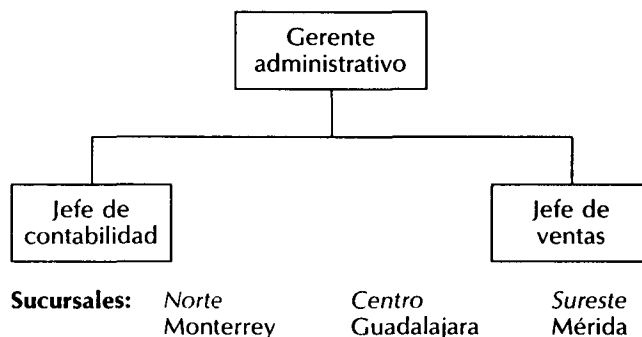 Gerente
administrativo
Jefe de
contabilidad
Jefe de
ventas
Sucursales: Norte Centro Sureste
Monterrey Guadalajara Mérida